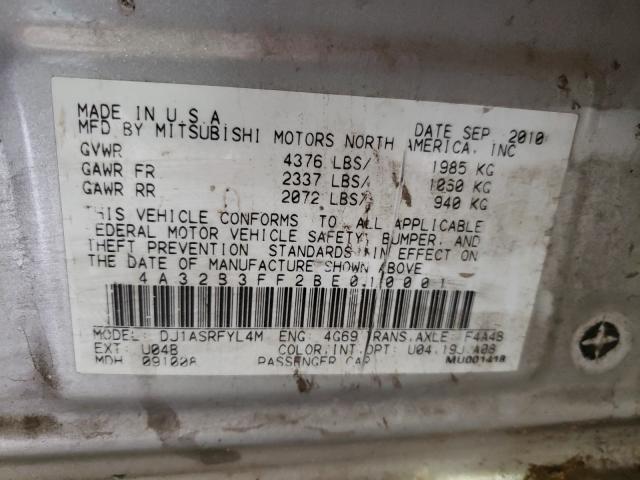 MADE IN U.S.A DATE SEP. 2010
MFD BY MITSUBISHI MOTORS NORTH AMERICA, INC
GVWR 4376 LBS/ 1985 KG
GAWR FR 2337 LBS/ 1060 KG
GAWR RR 2072 LBS/ 940 KG
THIS VEHICLE CONFORMS TO ALL APPLICABLE
FEDERAL MOTOR VEHICLE SAFETY, BUMPER, AND
THEFT PREVENTION STANDARDS IN EFFECT ON
THE DATE OF MANUFACTURE SHOWN ABOVE
4A32B3FF2BE010001
MODEL: DJ1ASRFYL4M ENG: 4G69 TRANS.AXLE: F4A4B
EXT: U04B COLOR,INT,OPT: U04.19J A08
MDH 091008 PASSENGER CAR MU001418